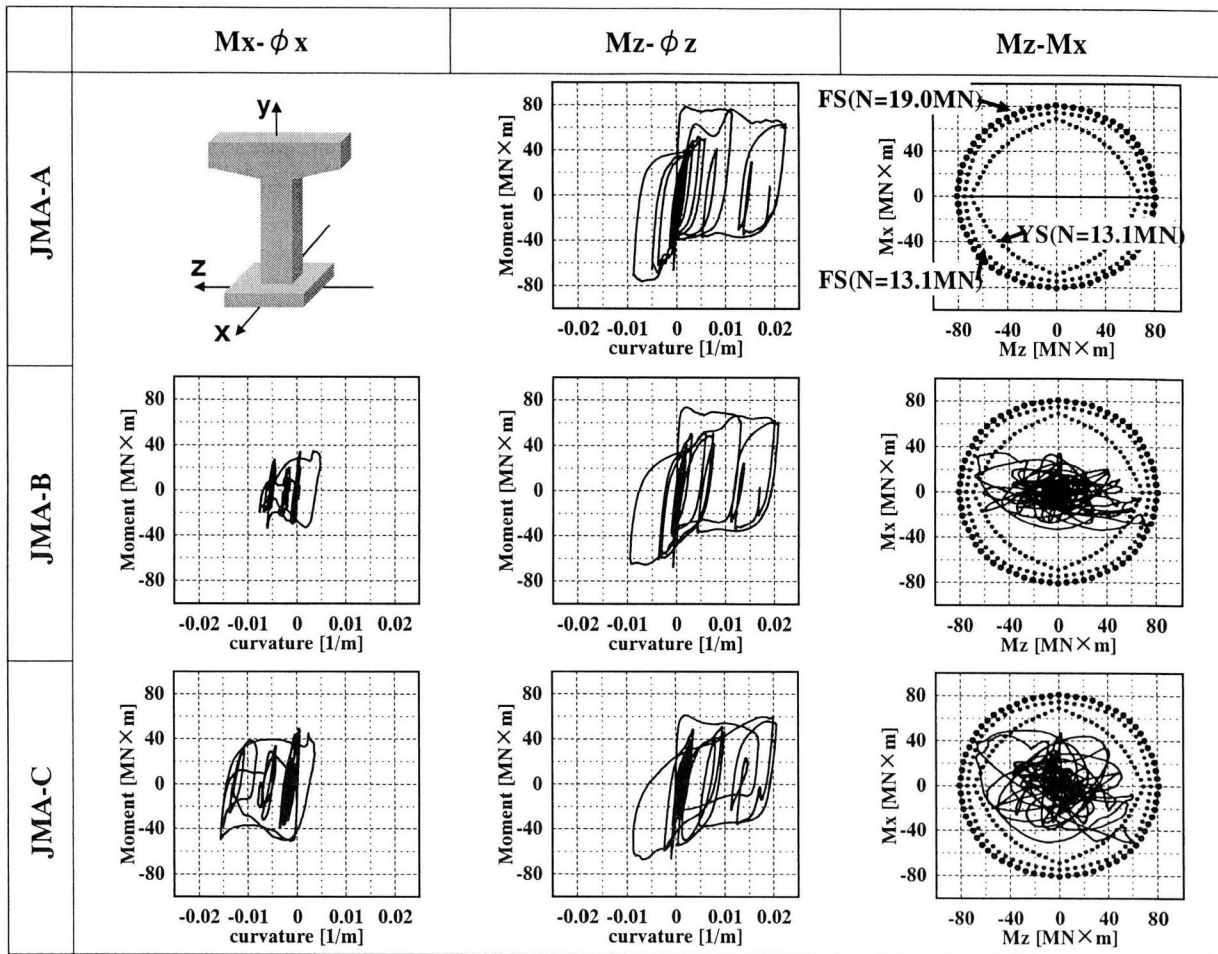 Mx-ϕx Mz-ϕz Mz-Mx
JMA-A
y
z
x
Moment [MN×m]
80
40
0
-40
-80
-0.02 -0.01 0 0.01 0.02
curvature [1/m]
FS(N=19.0MN)
YS(N=13.1MN)
FS(N=13.1MN)
Mx [MN×m]
80
40
0
-40
-80
-80 -40 0 40 80
Mz [MN×m]
JMA-B
Moment [MN×m]
80
40
0
-40
-80
-0.02 -0.01 0 0.01 0.02
curvature [1/m]
Moment [MN×m]
80
40
0
-40
-80
-0.02 -0.01 0 0.01 0.02
curvature [1/m]
Mx [MN×m]
80
40
0
-40
-80
-80 -40 0 40 80
Mz [MN×m]
JMA-C
Moment [MN×m]
80
40
0
-40
-80
-0.02 -0.01 0 0.01 0.02
curvature [1/m]
Moment [MN×m]
80
40
0
-40
-80
-0.02 -0.01 0 0.01 0.02
curvature [1/m]
Mx [MN×m]
80
40
0
-40
-80
-80 -40 0 40 80
Mz [MN×m]